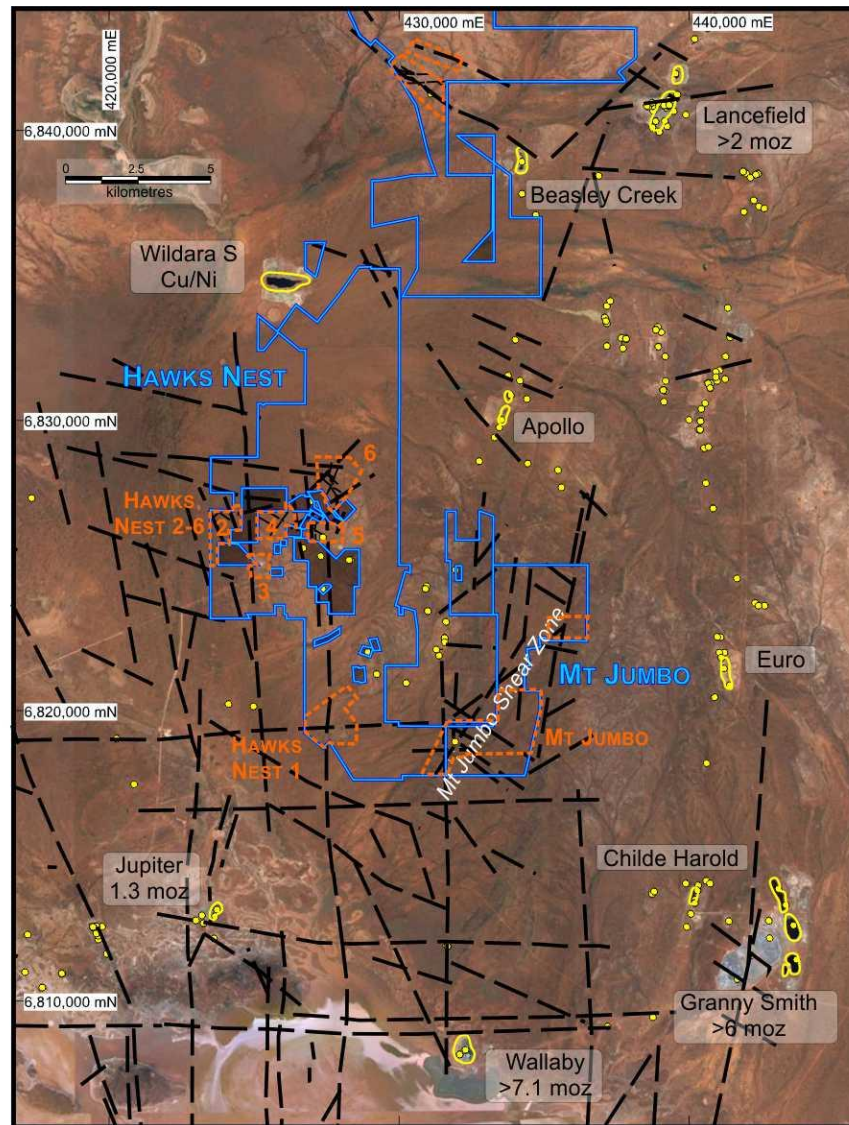 430,000 mE
440,000 mE
420,000 mE
6,840,000 mN
Lancefield
>2 moz
0
2.5
5
kilometres
Beasley Creek
Wildara S
Cu/Ni
HAWKS NEST
6,830,000 mN
Apollo
6
HAWKS
NEST 2-6
2
4
5
3
Mt Jumbo Shear Zone
MT JUMBO
Euro
6,820,000 mN
HAWKS
NEST 1
MT JUMBO
Childe Harold
Jupiter
1.3 moz
6,810,000 mN
Granny Smith
>6 moz
Wallaby
>7.1 moz